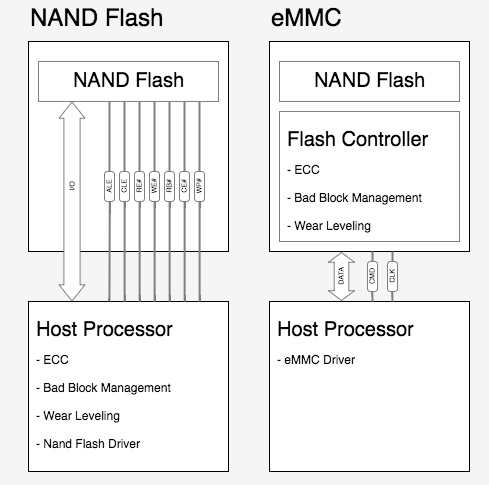 NAND Flash
NAND Flash
I/O
ALE
CLE
RE#
WE#
RB#
CE#
WP#
Host Processor
- ECC
- Bad Block Management
- Wear Leveling
- Nand Flash Driver
eMMC
NAND Flash
Flash Controller
- ECC
- Bad Block Management
- Wear Leveling
DATA
CMD
CLK
Host Processor
- eMMC Driver